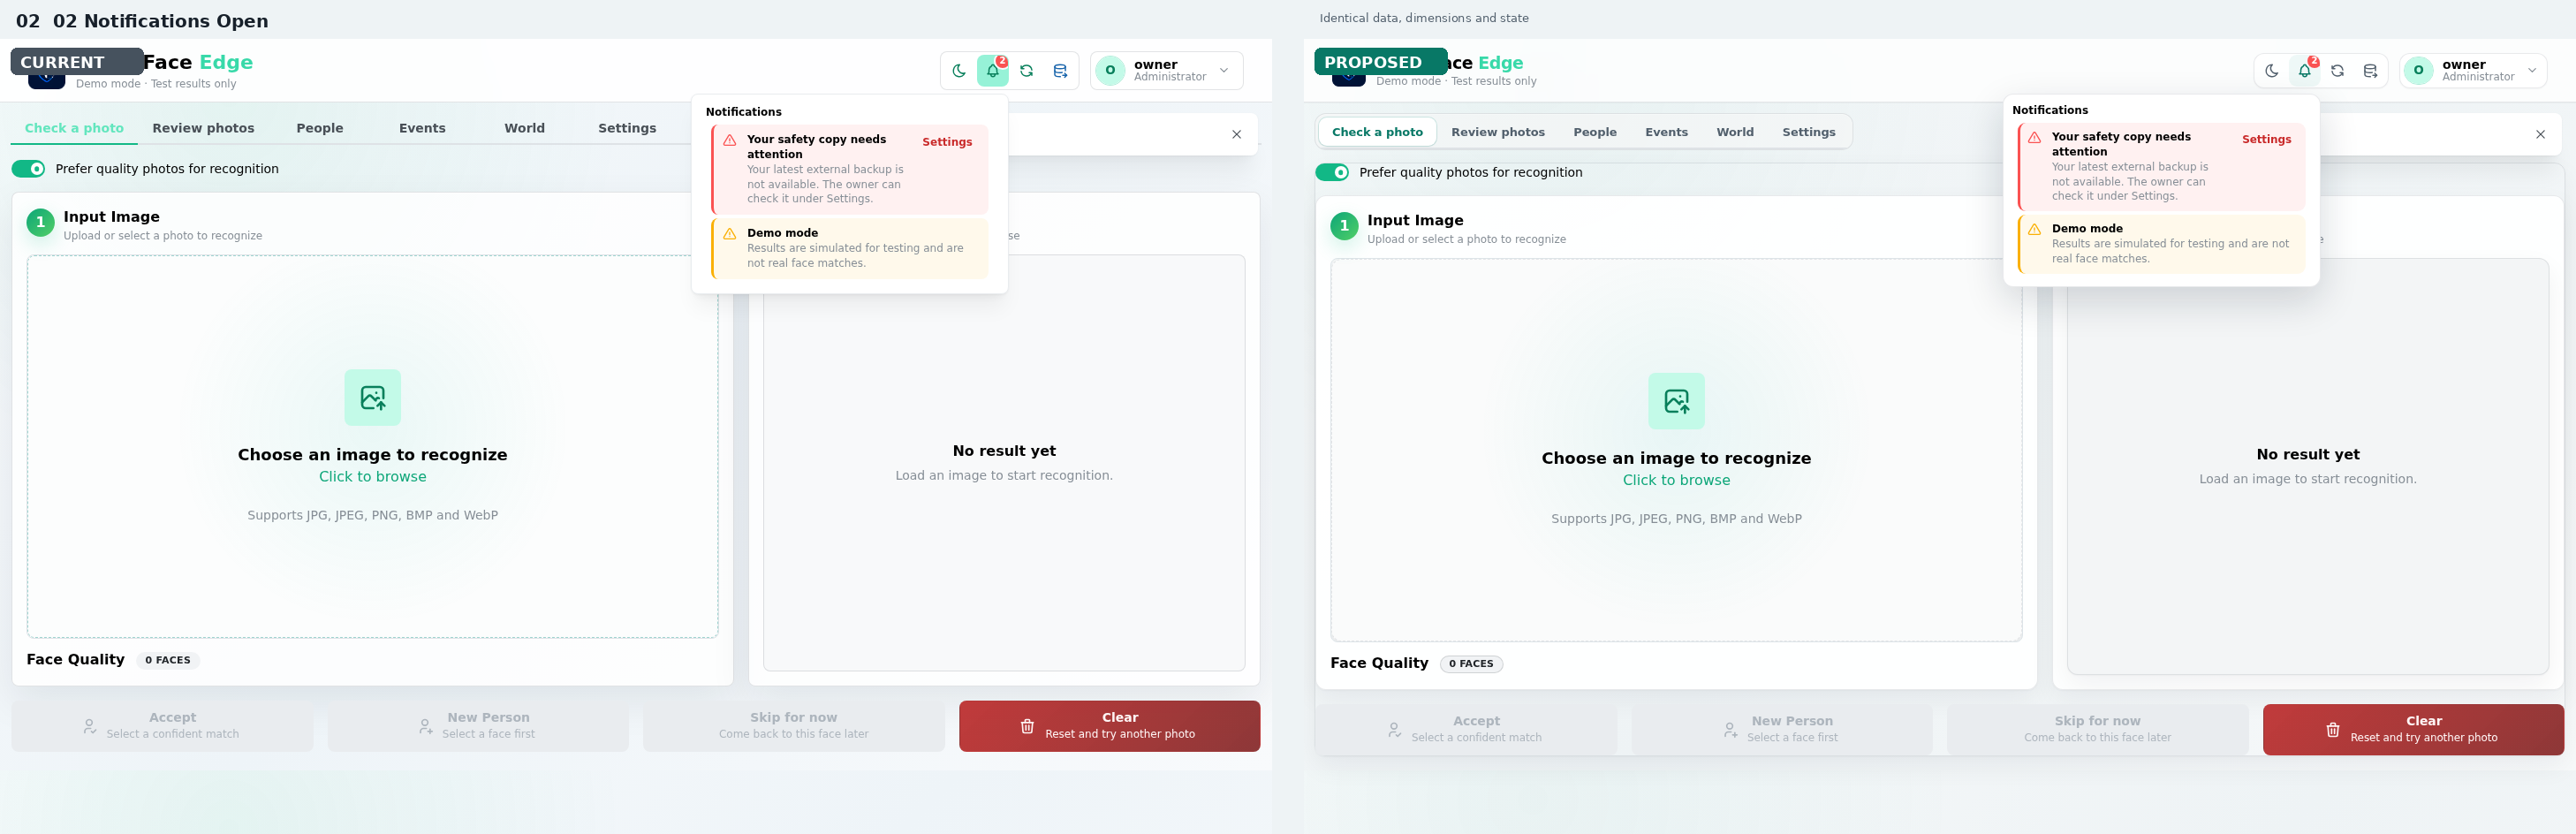 02 02 Notifications Open
CURRENT
Face Edge
Demo mode · Test results only
2
O
owner
Administrator
Check a photo
Review photos
People
Events
World
Settings
Notifications
Your safety copy needs
attention
Settings
Your latest external backup is
not available. The owner can
check it under Settings.
Demo mode
Results are simulated for testing and are
not real face matches.
Prefer quality photos for recognition
1
Input Image
Upload or select a photo to recognize
se
Choose an image to recognize
Click to browse
Supports JPG, JPEG, PNG, BMP and WebP
No result yet
Load an image to start recognition.
Face Quality
0 FACES
Accept
Select a confident match
New Person
Select a face first
Skip for now
Come back to this face later
Clear
Reset and try another photo
Identical data, dimensions and state
PROPOSED
ace Edge
Demo mode · Test results only
2
O
owner
Administrator
Check a photo
Review photos
People
Events
World
Settings
Notifications
Your safety copy needs
attention
Settings
Your latest external backup is
not available. The owner can
check it under Settings.
Demo mode
Results are simulated for testing and are not
real face matches.
Prefer quality photos for recognition
1
Input Image
Upload or select a photo to recognize
e
Choose an image to recognize
Click to browse
Supports JPG, JPEG, PNG, BMP and WebP
No result yet
Load an image to start recognition.
Face Quality
0 FACES
Accept
Select a confident match
New Person
Select a face first
Skip for now
Come back to this face later
Clear
Reset and try another photo